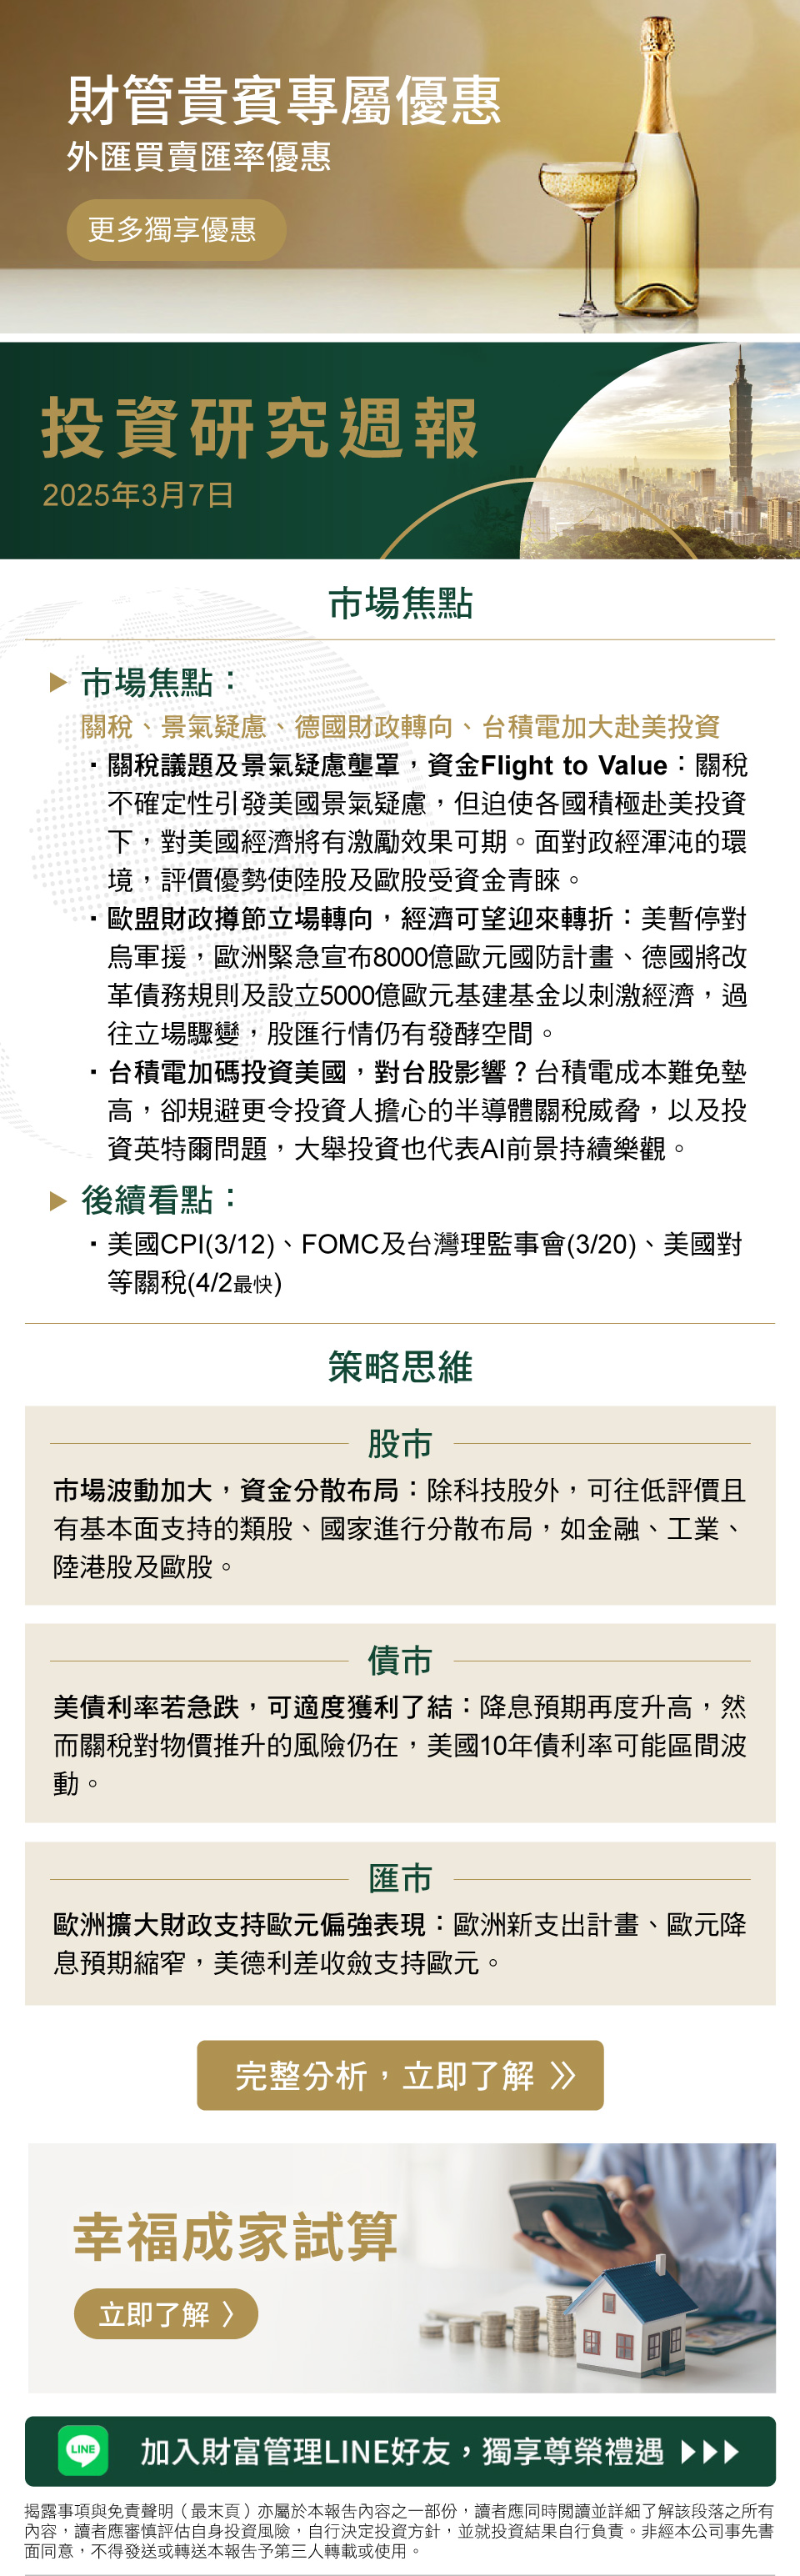 財管貴賓專屬優惠
外匯買賣匯率優惠
更多獨享優惠
投資研究週報
2025年3月7日
市場焦點
市場焦點：
關稅、景氣疑慮、德國財政轉向、台積電加大赴美投資
・關稅議題及景氣疑慮壟罩，資金Flight to Value：關稅
不確定性引發美國景氣疑慮，但迫使各國積極赴美投資
下，對美國經濟將有激勵效果可期。面對政經渾沌的環
境，評價優勢使陸股及歐股受資金青睞。
・歐盟財政撙節立場轉向，經濟可望迎來轉折：美暫停對
烏軍援，歐洲緊急宣布8000億歐元國防計畫、德國將改
革債務規則及設立5000億歐元基建基金以刺激經濟，過
往立場驟變，股匯行情仍有發酵空間。
・台積電加碼投資美國，對台股影響？台積電成本難免墊
高，卻規避更令投資人擔心的半導體關稅威脅，以及投
資英特爾問題，大舉投資也代表AI前景持續樂觀。
後續看點：
・美國CPI(3/12)、FOMC及台灣理監事會(3/20)、美國對
等關稅(4/2最快)
策略思維
股市
市場波動加大，資金分散布局：除科技股外，可往低評價且
有基本面支持的類股、國家進行分散布局，如金融、工業、
陸港股及歐股。
債市
美債利率若急跌，可適度獲利了結：降息預期再度升高，然
而關稅對物價推升的風險仍在，美國10年債利率可能區間波
動。
匯市
歐洲擴大財政支持歐元偏強表現：歐洲新支出計畫、歐元降
息預期縮窄，美德利差收斂支持歐元。
完整分析，立即了解 》
幸福成家試算
立即了解 〉
LINE 加入財富管理LINE好友，獨享尊榮禮遇
揭露事項與免責聲明（最末頁）亦屬於本報告內容之一部份，讀者應同時閱讀並詳細了解該段落之所有
內容，讀者應審慎評估自身投資風險，自行決定投資方針，並就投資結果自行負責。非經本公司事先書
面同意，不得發送或轉送本報告予第三人轉載或使用。